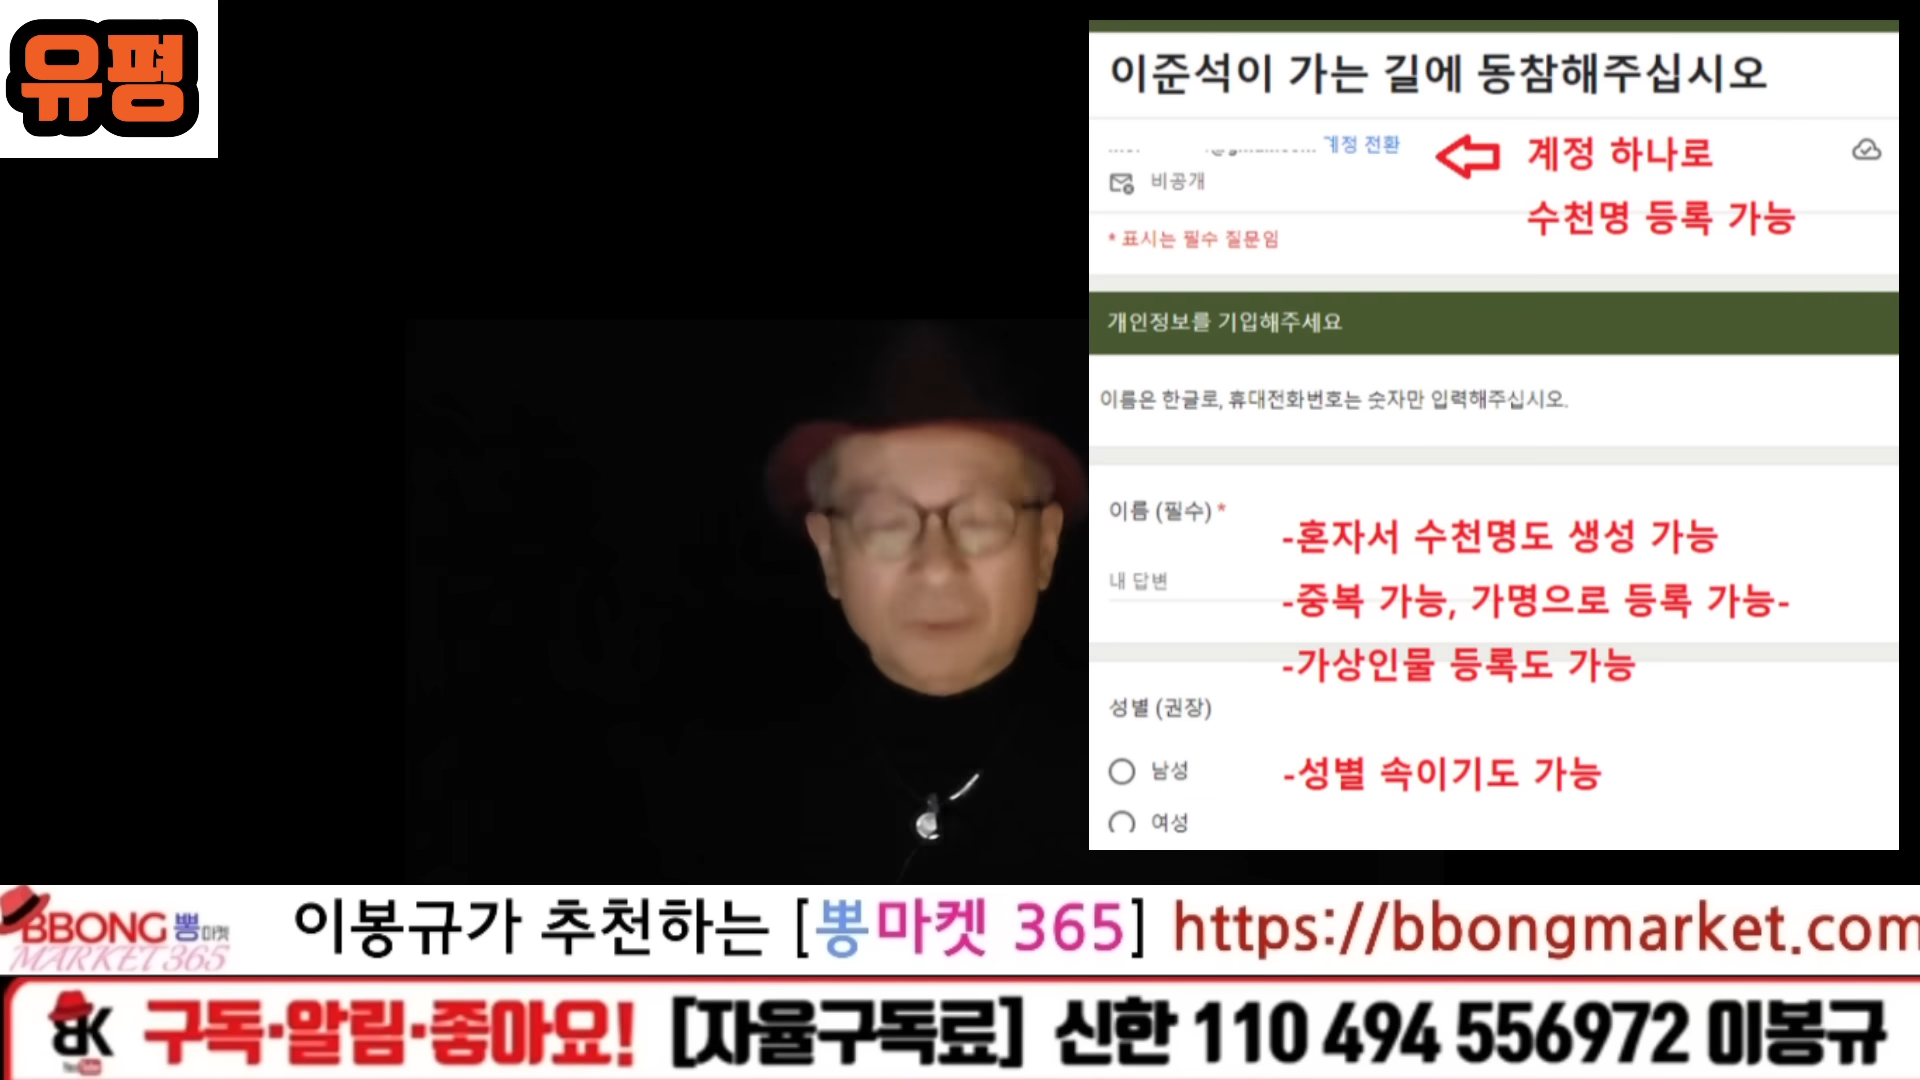 유평
이준석이 가는 길에 동참해주십시오
계정 전환
계정 하나로
비공개
수천명 등록 가능
* 표시는 필수 질문임
개인정보를 기입해주세요
이름은 한글로, 휴대전화번호는 숫자만 입력해주십시오.
이름 (필수) *
-혼자서 수천명도 생성 가능
내 답변
-중복 가능, 가명으로 등록 가능-
-가상인물 등록도 가능
성별 (권장)
남성
-성별 속이기도 가능
여성
BBONG 뽕마켓
MARKET 365
이봉규가 추천하는 [뽕마켓 365] https://bbongmarket.com
BK
구독·알림·좋아요! [자율구독료] 신한 110 494 556972 이봉규